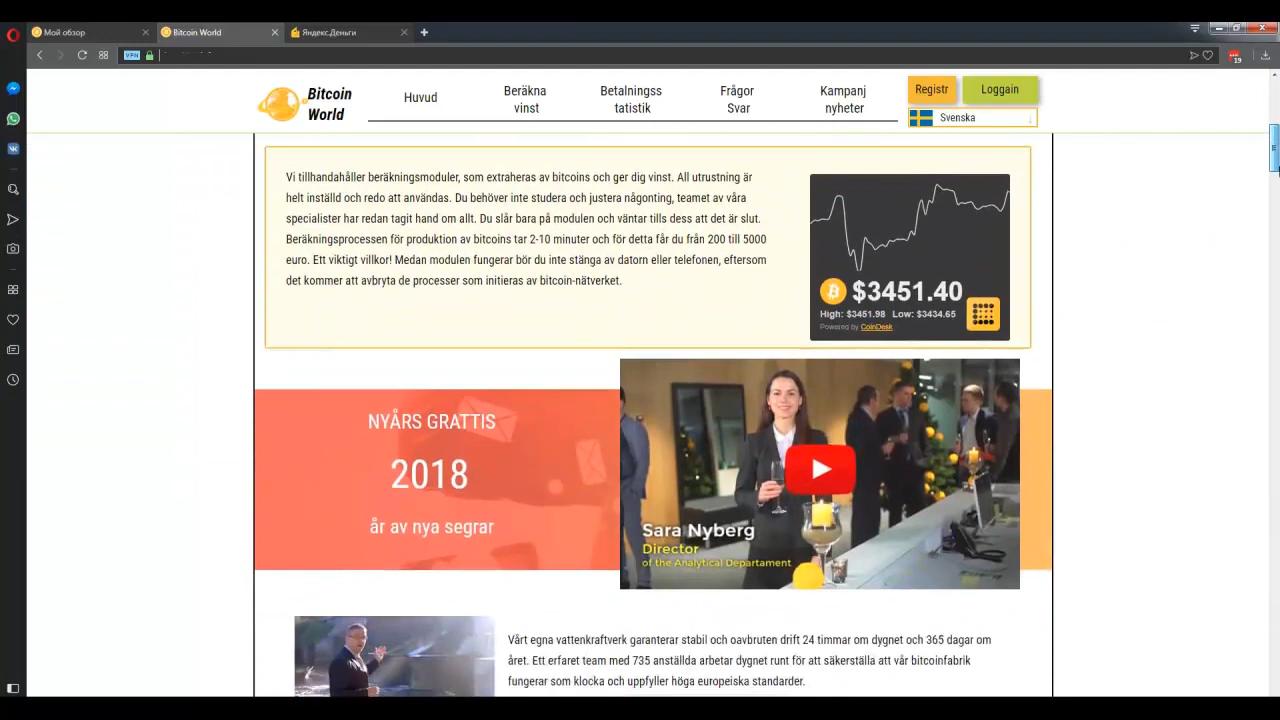 Мой обзор
Bitcoin World
Яндекс.Деньги
VPN
19
Bitcoin
World
Huvud
Beräkna
vinst
Betalningss
tatistik
Frågor
Svar
Kampanj
nyheter
Registr
Loggain
Svenska
Vi tillhandahåller beräkningsmoduler, som extraheras av bitcoins och ger dig vinst. All utrustning är
helt inställd och redo att användas. Du behöver inte studera och justera någonting, teamet av våra
specialister har redan tagit hand om allt. Du slår bara på modulen och väntar tills dess att det är slut.
Beräkningsprocessen för produktion av bitcoins tar 2-10 minuter och för detta får du från 200 till 5000
euro. Ett viktigt villkor! Medan modulen fungerar bör du inte stänga av datorn eller telefonen, eftersom
det kommer att avbryta de processer som initieras av bitcoin-nätverket.
$3451.40
High: $3451.98 Low: $3434.65
Powered by CoinDesk
NYÅRS GRATTIS
2018
år av nya segrar
Sara Nyberg
Director
of the Analytical Departament
Vårt egna vattenkraftverk garanterar stabil och oavbruten drift 24 timmar om dygnet och 365 dagar om
året. Ett erfaret team med 735 anställda arbetar dygnet runt för att säkerställa att vår bitcoinfabrik
fungerar som klocka och uppfyller höga europeiska standarder.